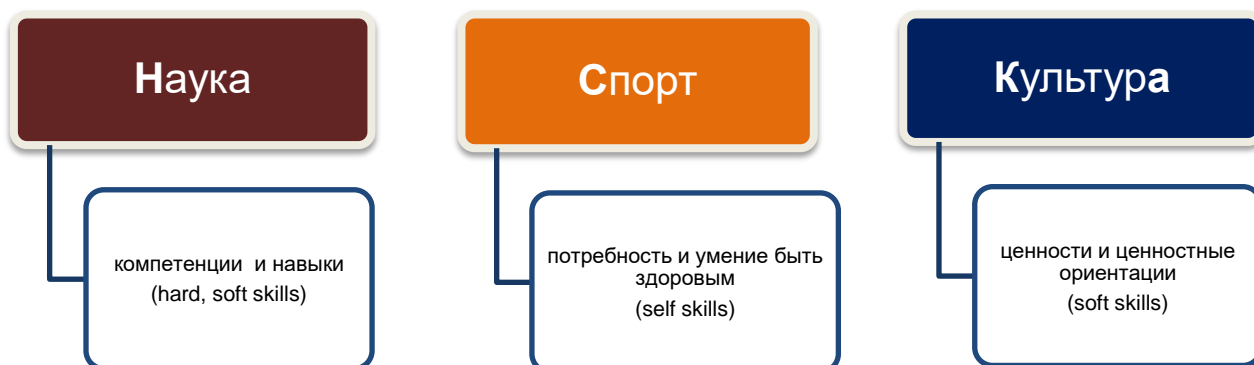 Наука
компетенции и навыки
(hard, soft skills)
Спорт
потребность и умение быть
здоровым
(self skills)
Культура
ценности и ценностные
ориентации
(soft skills)